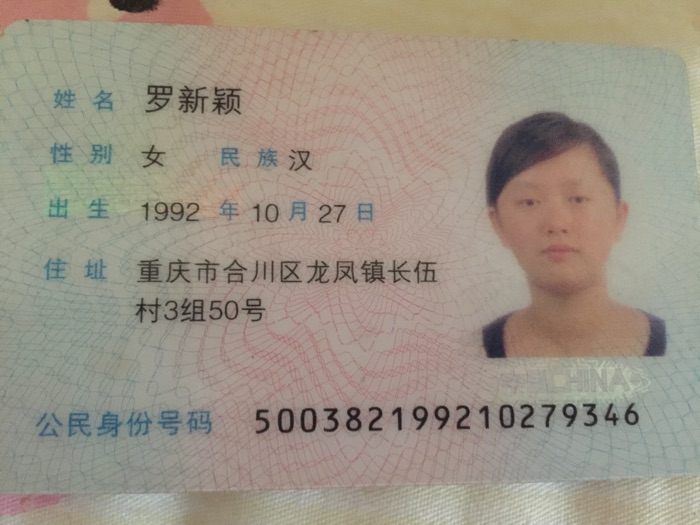 姓名 罗新颖
性别 女 民族 汉
出生 1992 年 10 月 27 日
住址 重庆市合川区龙凤镇长伍
村3组50号
CHINA
公民身份号码 500382199210279346